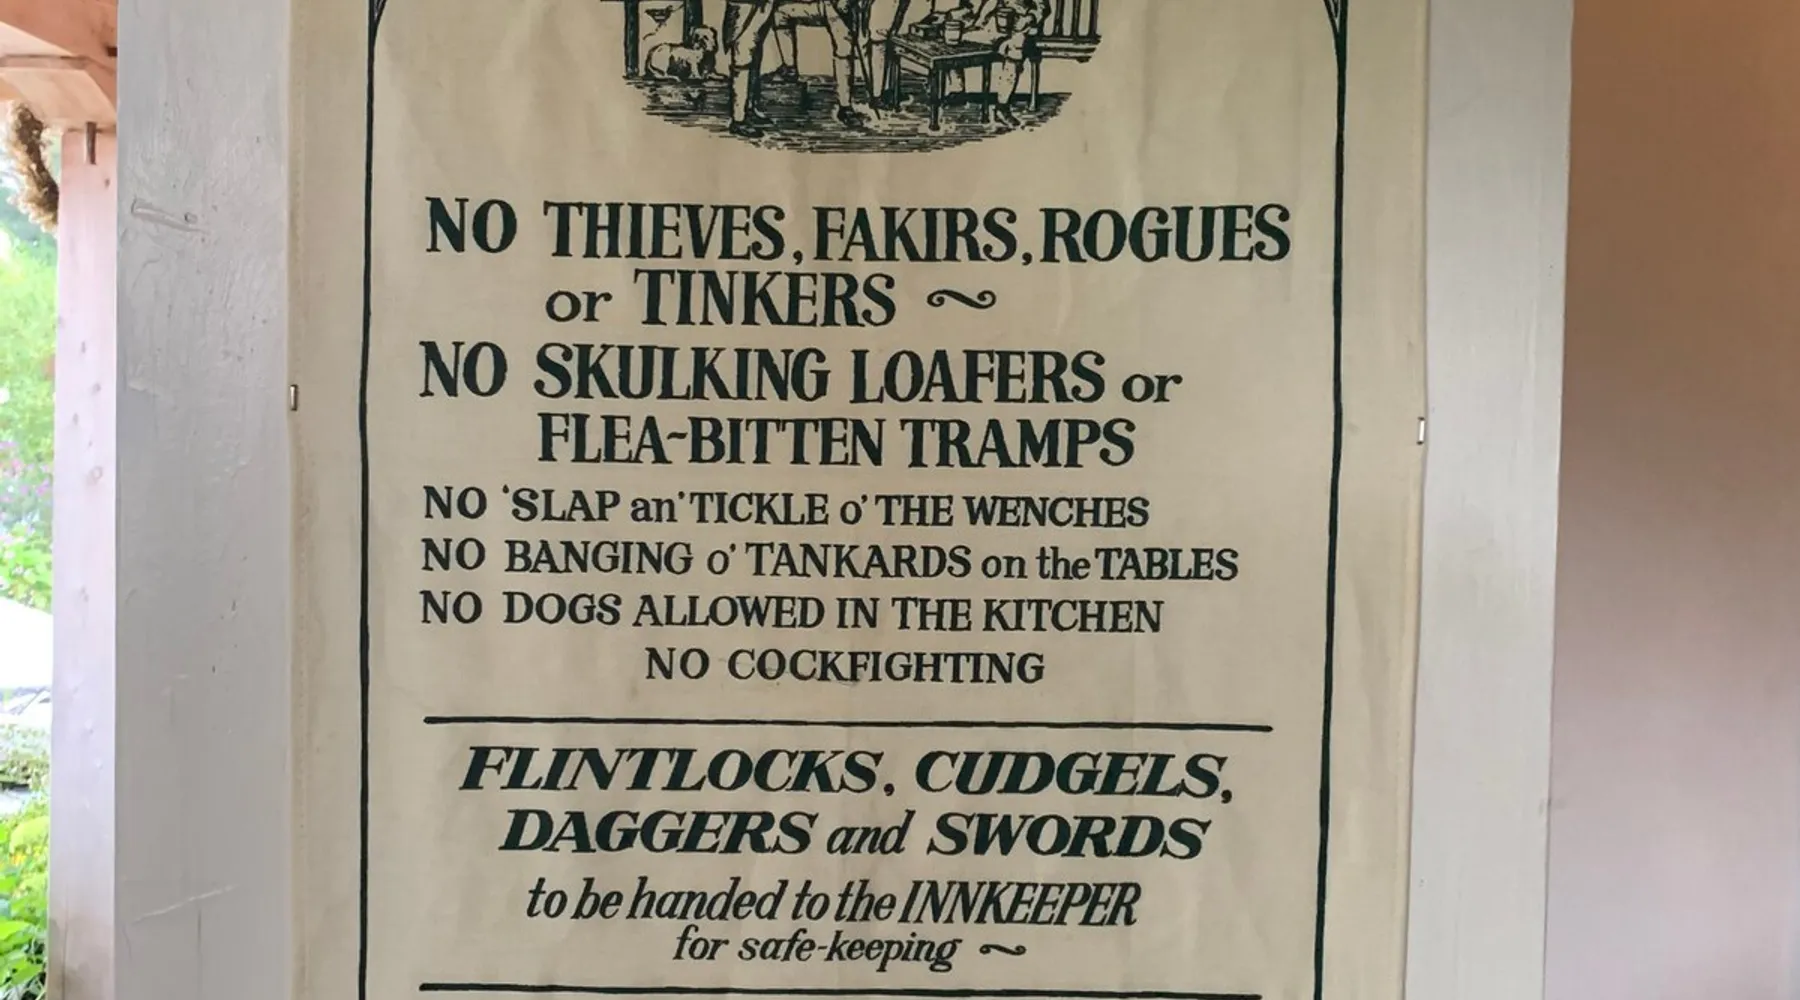 NO THIEVES, FAKIRS, ROGUES
or TINKERS ~
NO SKULKING LOAFERS or
FLEA-BITTEN TRAMPS
NO 'SLAP an' TICKLE o' THE WENCHES
NO BANGING o' TANKARDS on the TABLES
NO DOGS ALLOWED IN THE KITCHEN
NO COCKFIGHTING
FLINTLOCKS, CUDGELS,
DAGGERS and SWORDS
to be handed to the INNKEEPER
for safe-keeping ~